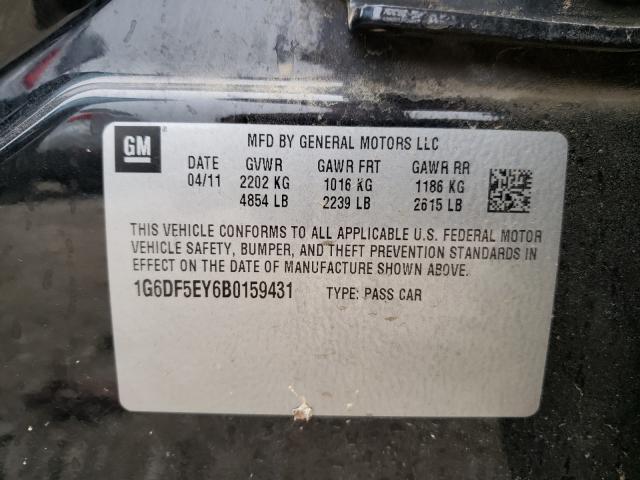 GM
MFD BY GENERAL MOTORS LLC
DATE GVWR GAWR FRT GAWR RR
04/11 2202 KG 1016 KG 1186 KG
4854 LB 2239 LB 2615 LB
THIS VEHICLE CONFORMS TO ALL APPLICABLE U.S. FEDERAL MOTOR
VEHICLE SAFETY, BUMPER, AND THEFT PREVENTION STANDARDS IN
EFFECT ON THE DATE OF MANUFACTURE SHOWN ABOVE.
1G6DF5EY6B0159431 TYPE: PASS CAR